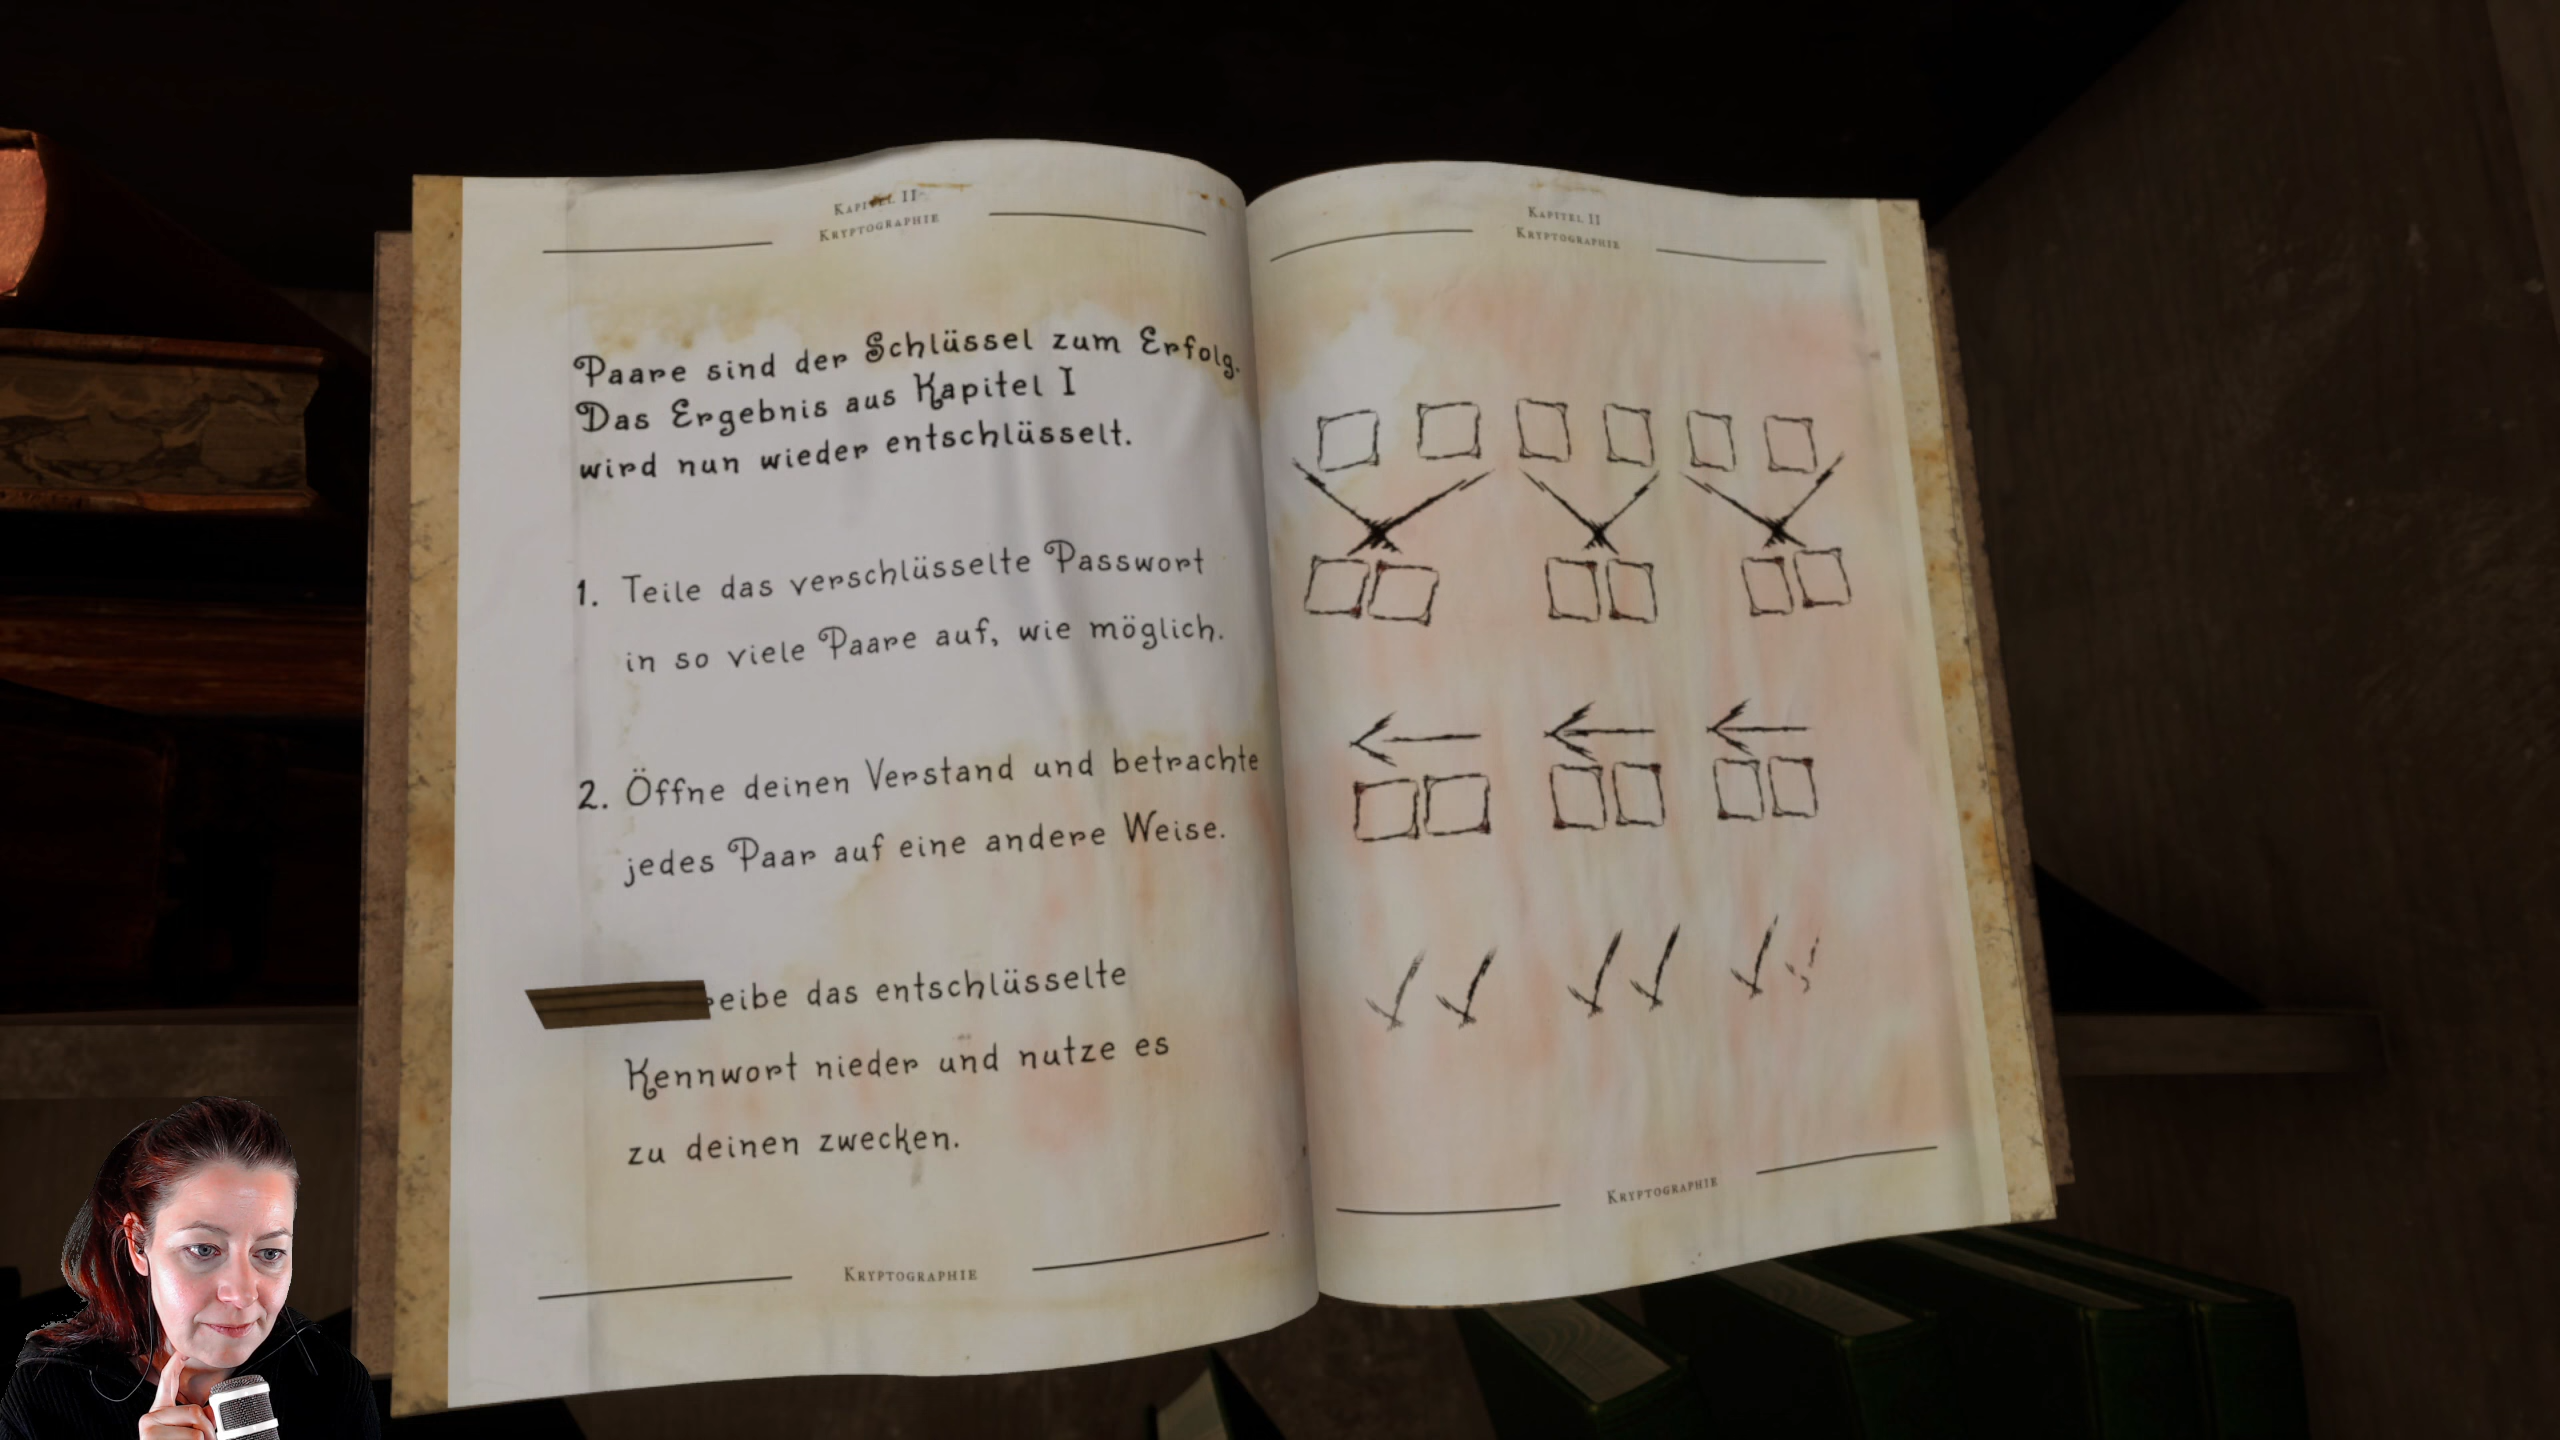 Kapitel II
Kryptographie
Paare sind der Schlüssel zum Erfolg.
Das Ergebnis aus Kapitel I
wird nun wieder entschlüsselt.
1. Teile das verschlüsselte Passwort
in so viele Paare auf, wie möglich.
2. Öffne deinen Verstand und betrachte
jedes Paar auf eine andere Weise.
das entschlüsselte
Kennwort nieder und nutze es
zu deinen zwecken.
Kryptographie
Kapitel II
Kryptographie
Kryptographie